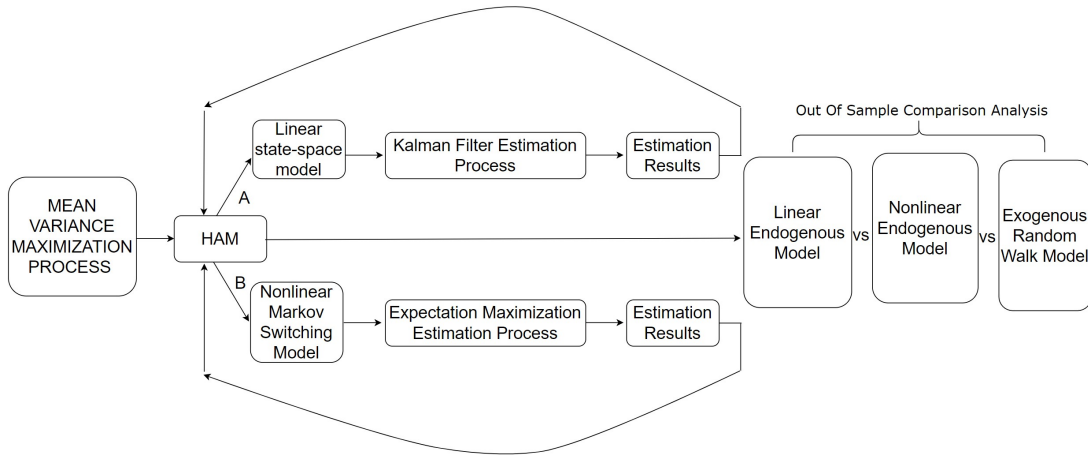 MEAN
VARIANCE
MAXIMIZATION
PROCESS
HAM
A
Linear
state-space
model
Kalman Filter Estimation
Process
Estimation
Results
B
Nonlinear
Markov
Switching
Model
Expectation Maximization
Estimation Process
Estimation
Results
Out Of Sample Comparison Analysis
Linear
Endogenous
Model
vs
Nonlinear
Endogenous
Model
vs
Exogenous
Random
Walk Model